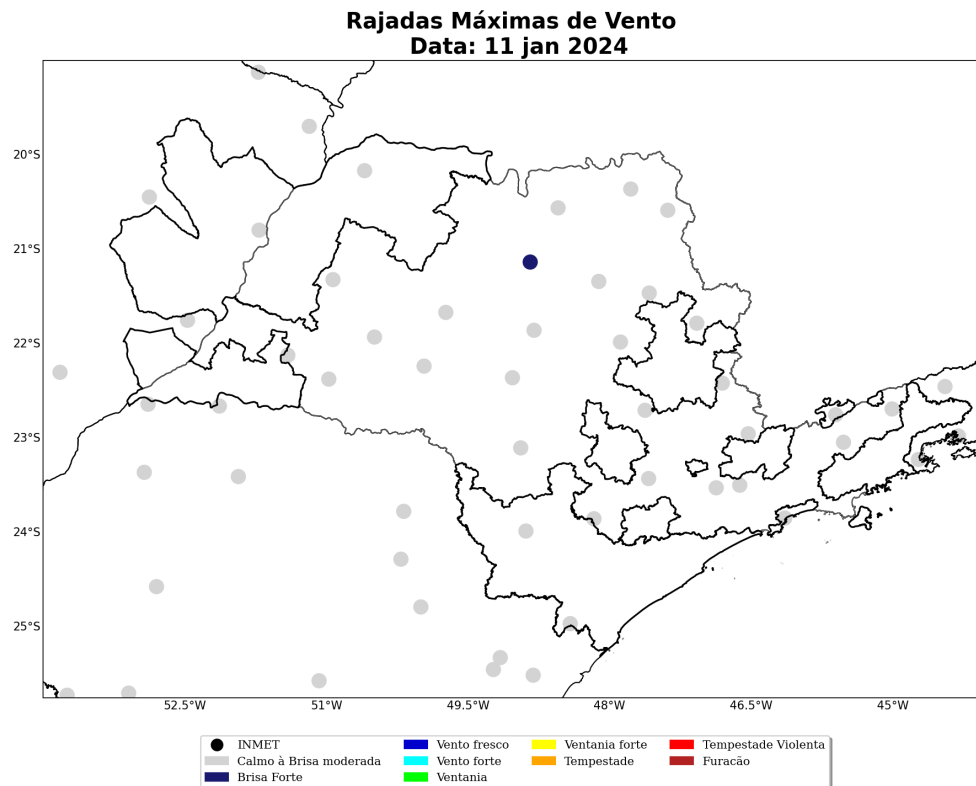 Rajadas Máximas de Vento
Data: 11 jan 2024
20°S
21°S
22°S
23°S
24°S
25°S
52.5°W
51°W
49.5°W
48°W
46.5°W
45°W
INMET
Calmo à Brisa moderada
Brisa Forte
Vento fresco
Vento forte
Ventania
Ventania forte
Tempestade
Tempestade Violenta
Furacão